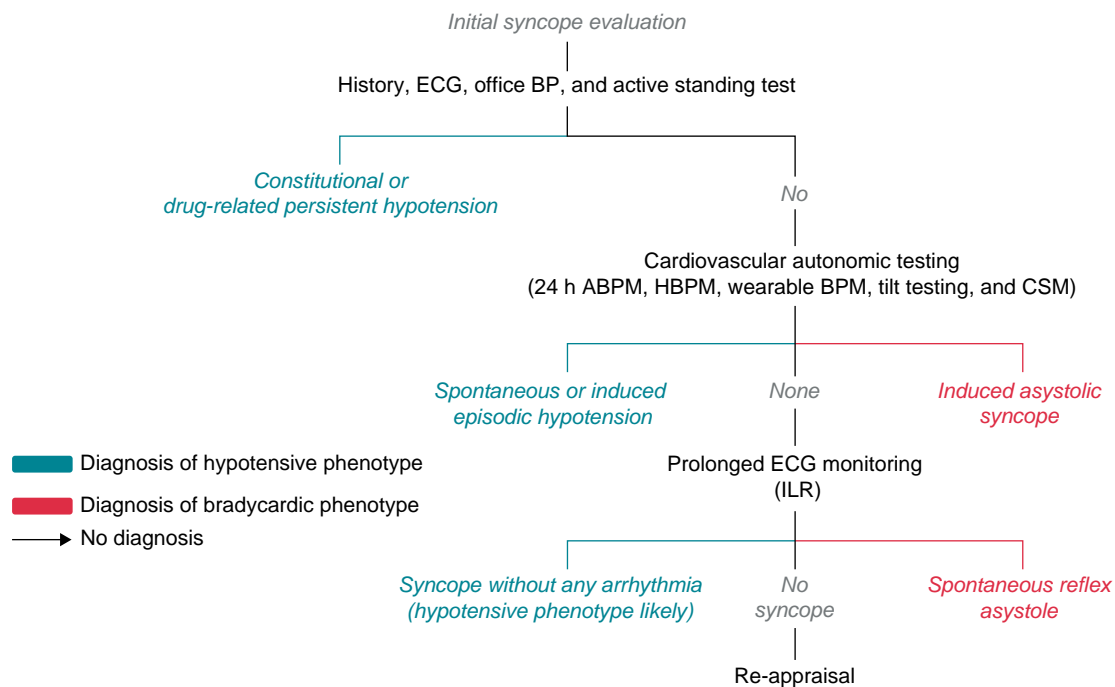 Initial syncope evaluation
History, ECG, office BP, and active standing test
Constitutional or
drug-related persistent hypotension
No
Cardiovascular autonomic testing
(24 h ABPM, HBPM, wearable BPM, tilt testing, and CSM)
Spontaneous or induced
episodic hypotension
None
Induced asystolic
syncope
Diagnosis of hypotensive phenotype
Diagnosis of bradycardic phenotype
No diagnosis
Prolonged ECG monitoring
(ILR)
Syncope without any arrhythmia
(hypotensive phenotype likely)
No
syncope
Spontaneous reflex
asystole
Re-appraisal